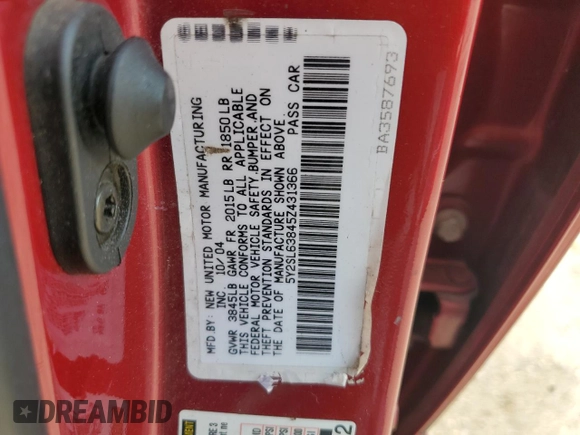 MFD.BY: NEW UNITED MOTOR MANUFACTURING
INC 10/04
GVWR 3845LB GAWR FR 2015LB RR 1850LB
THIS VEHICLE CONFORMS TO ALL APPLICABLE
FEDERAL MOTOR VEHICLE SAFETY,BUMPER,AND
THEFT PREVENTION STANDARDS IN EFFECT ON
THE DATE OF MANUFACTURE SHOWN ABOVE.
5Y2SL63845Z431366 PASS CAR
BA3587693
DREAMBID